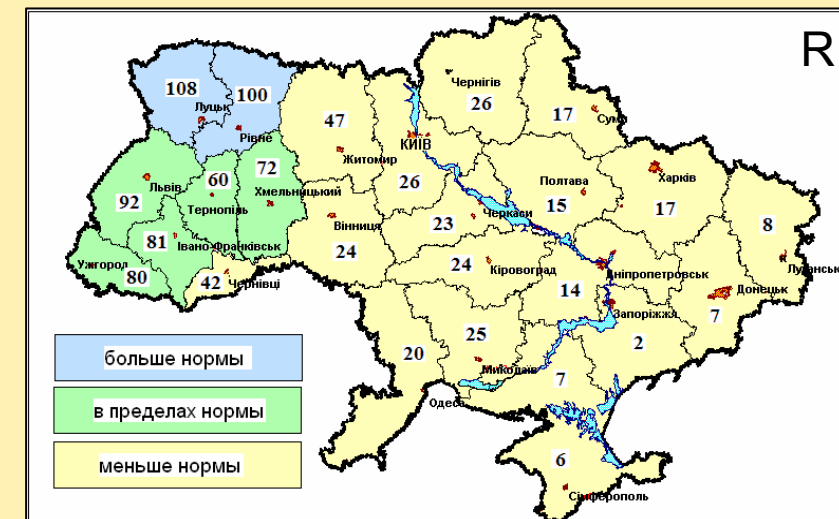 R
108
100
Луцьк
Рівне
47
Житомир
КИЇВ
26
Чернігів
26
17
Суми
92
Львів
60
Тернопіль
72
Хмельницький
81
Івано-Франківськ
Ужгород
80
42
Чернівці
Вінниця
24
23
Черкаси
Полтава
15
Харків
17
8
Луганськ
24
Кіровоград
Дніпропетровськ
14
Донецьк
7
Запоріжжя
2
20
25
Миколаїв
7
Одеса
6
Сімферополь
больше нормы
в пределах нормы
меньше нормы